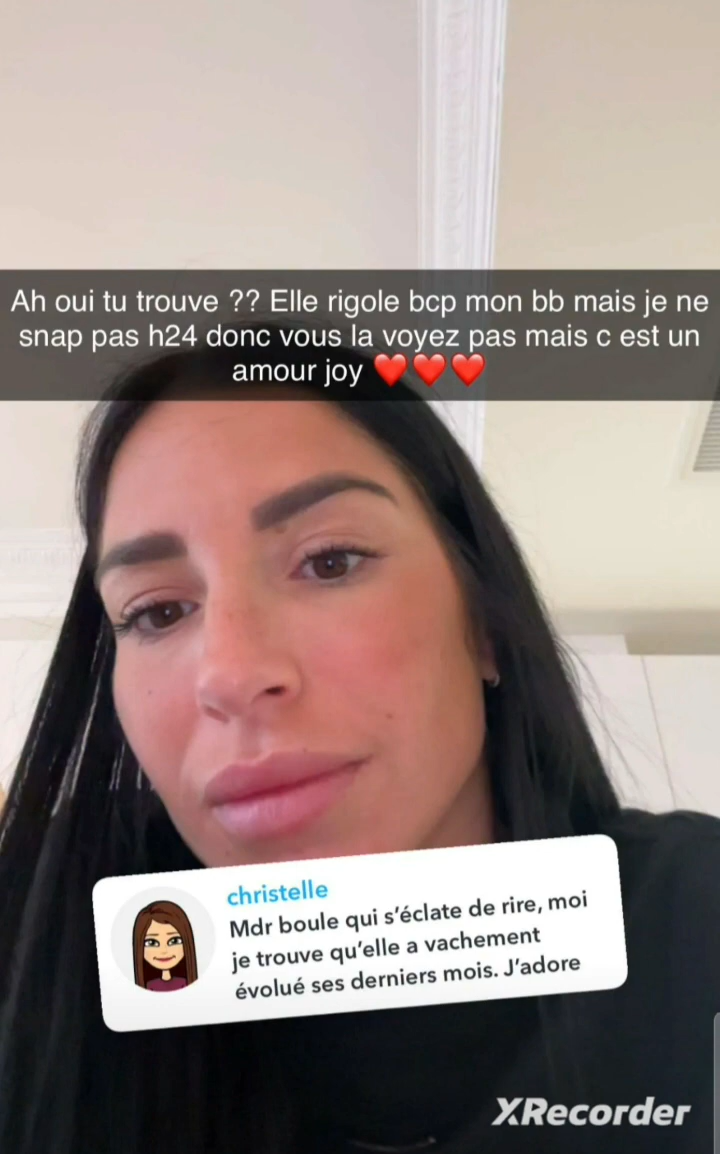 Ah oui tu trouve ?? Elle rigole bcp mon bb mais je ne
snap pas h24 donc vous la voyez pas mais c est un
amour joy ❤️❤️❤️
christelle
Mdr boule qui s’éclate de rire, moi
je trouve qu’elle a vachement
évolué ses derniers mois. J’adore
XRecorder